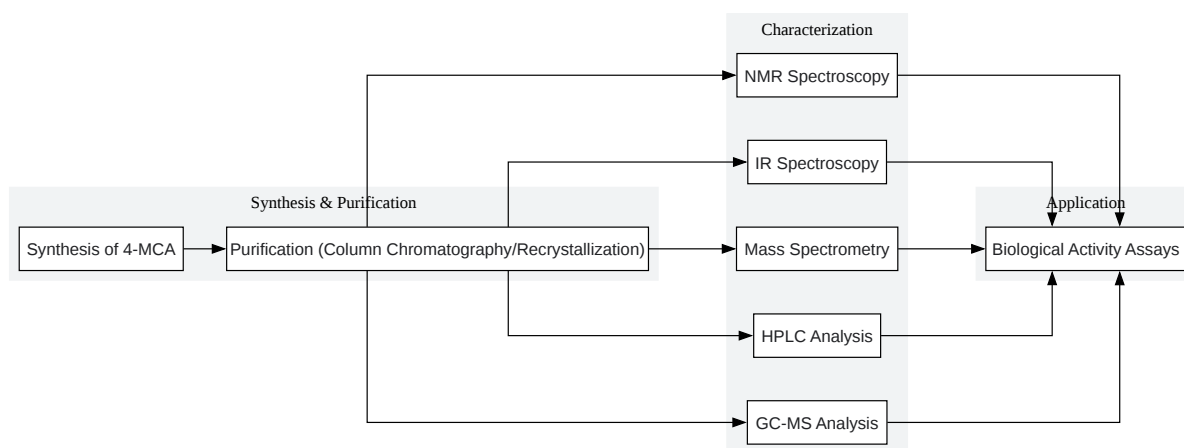 Characterization
NMR Spectroscopy
IR Spectroscopy
Synthesis & Purification
Application
Synthesis of 4-MCA
Purification (Column Chromatography/Recrystallization)
Mass Spectrometry
Biological Activity Assays
HPLC Analysis
GC-MS Analysis